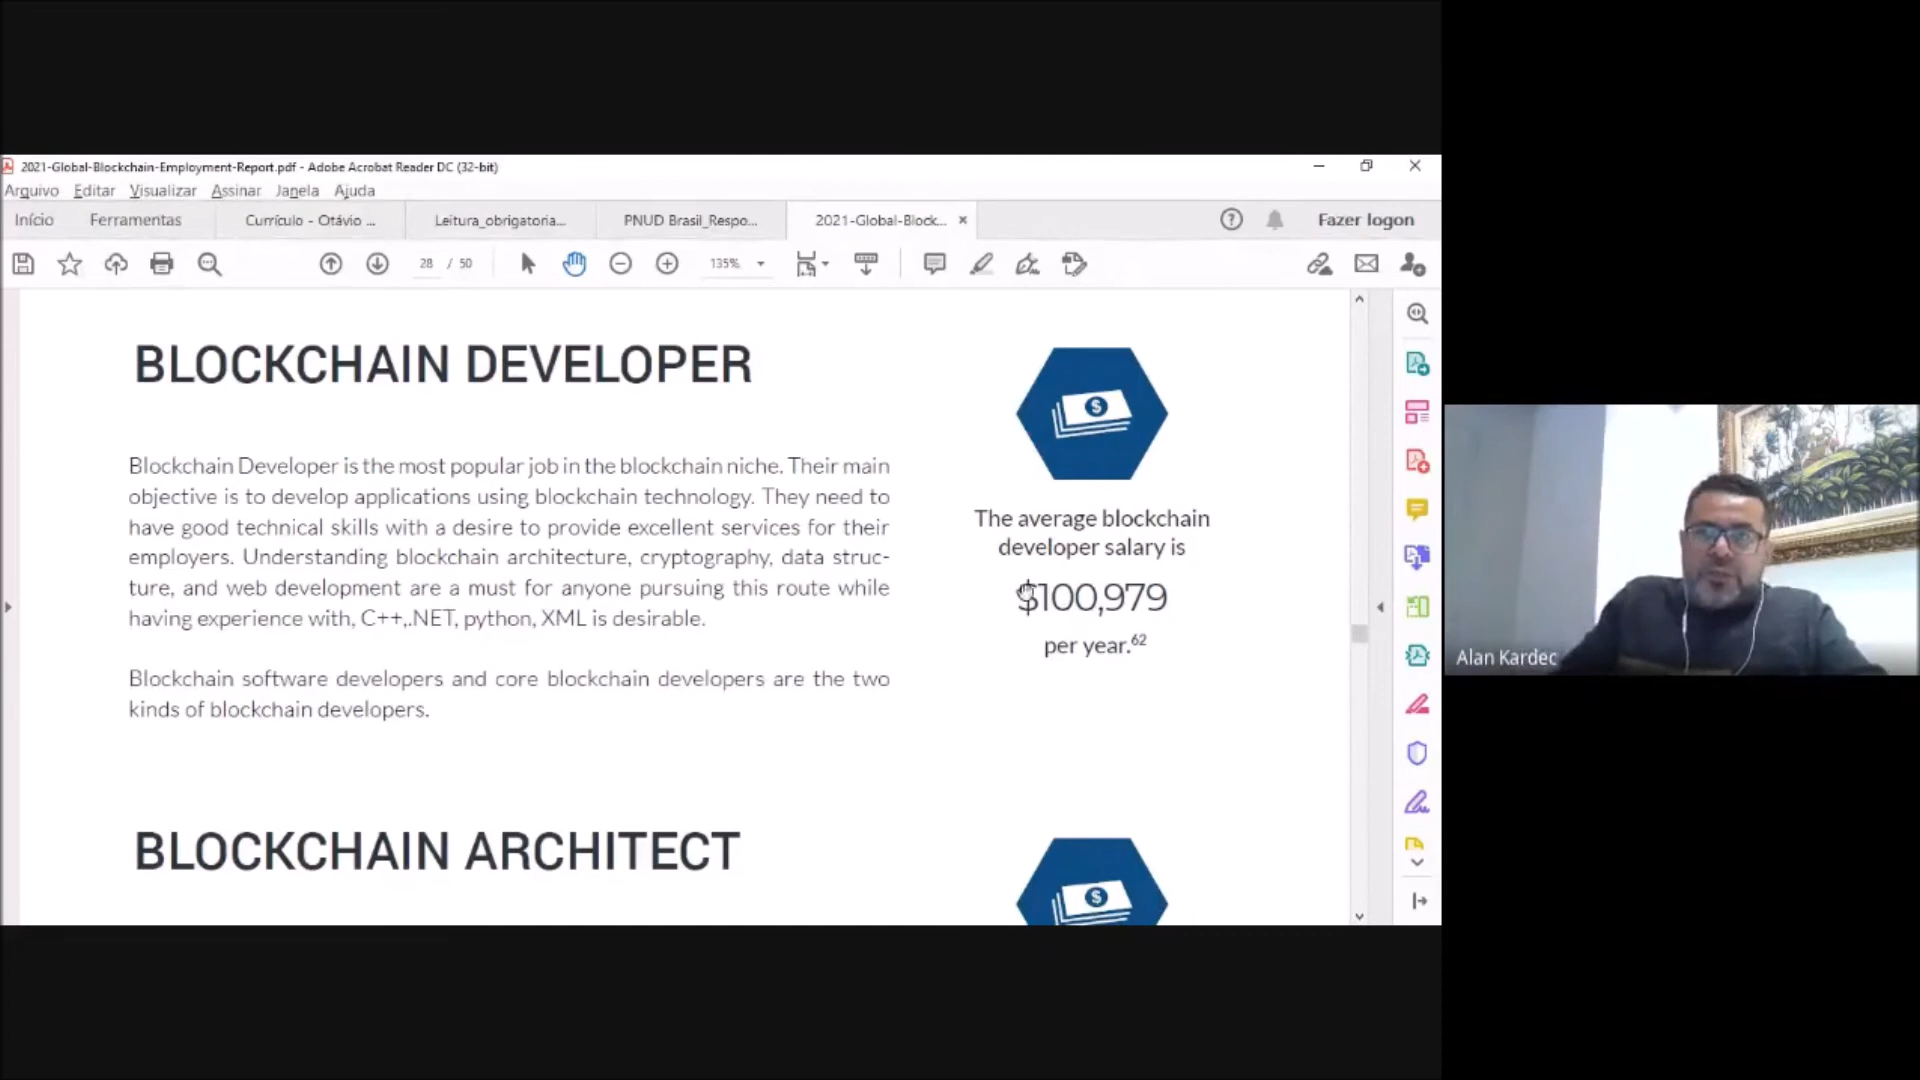 2021-Global-Blockchain-Employment-Report.pdf - Adobe Acrobat Reader DC (32-bit)
Arquivo Editar Visualizar Assinar Janela Ajuda
Início Ferramentas Currículo - Otávio ... Leitura_obrigatoria... PNUD Brasil_Respo... 2021-Global-Block... × Fazer logon
28 / 50 135%
BLOCKCHAIN DEVELOPER
Blockchain Developer is the most popular job in the blockchain niche. Their main
objective is to develop applications using blockchain technology. They need to
have good technical skills with a desire to provide excellent services for their
employers. Understanding blockchain architecture, cryptography, data struc-
ture, and web development are a must for anyone pursuing this route while
having experience with, C++,.NET, python, XML is desirable.
Blockchain software developers and core blockchain developers are the two
kinds of blockchain developers.
The average blockchain
developer salary is
$100,979
per year.62
BLOCKCHAIN ARCHITECT
Alan Kardec